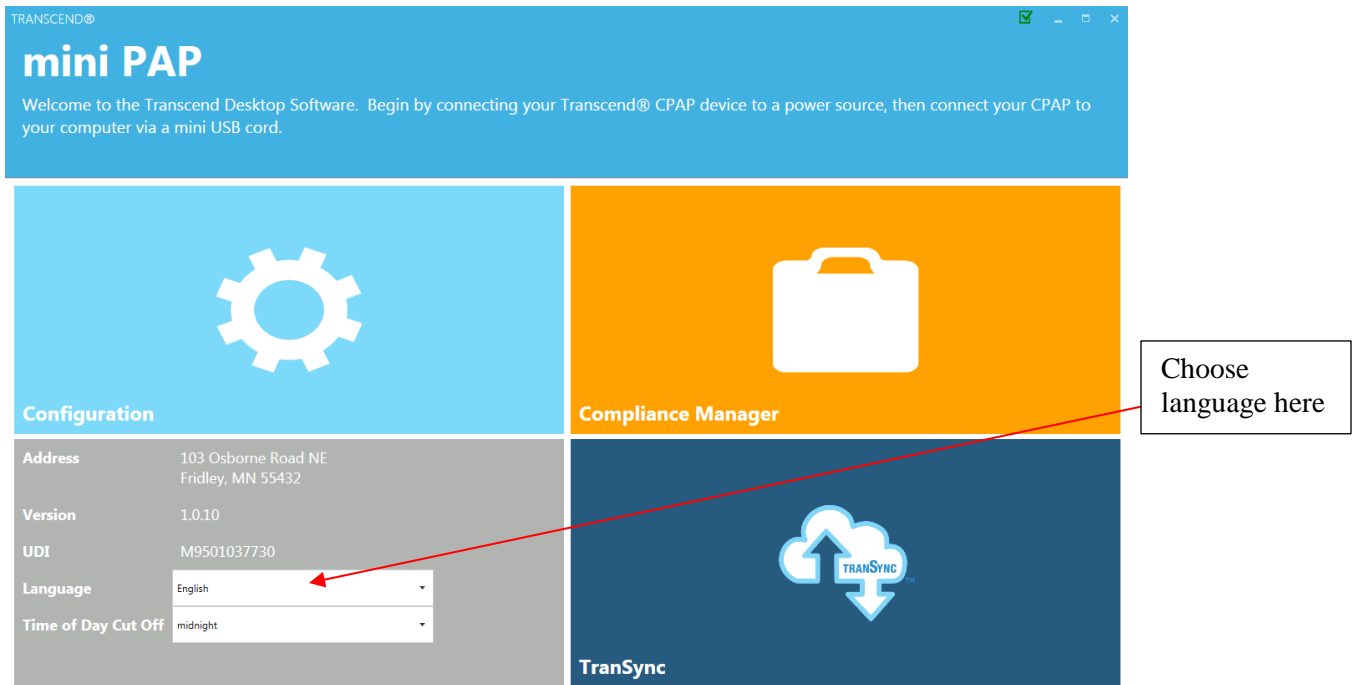 TRANSCEND®
mini PAP
Welcome to the Transcend Desktop Software. Begin by connecting your Transcend® CPAP device to a power source, then connect your CPAP to
your computer via a mini USB cord.
Configuration
Compliance Manager
Choose
language here
Address 103 Osborne Road NE
Fridley, MN 55432
Version 1.0.10
UDI M9501037730
Language English
Time of Day Cut Off midnight
TRANSYNC™
TranSync